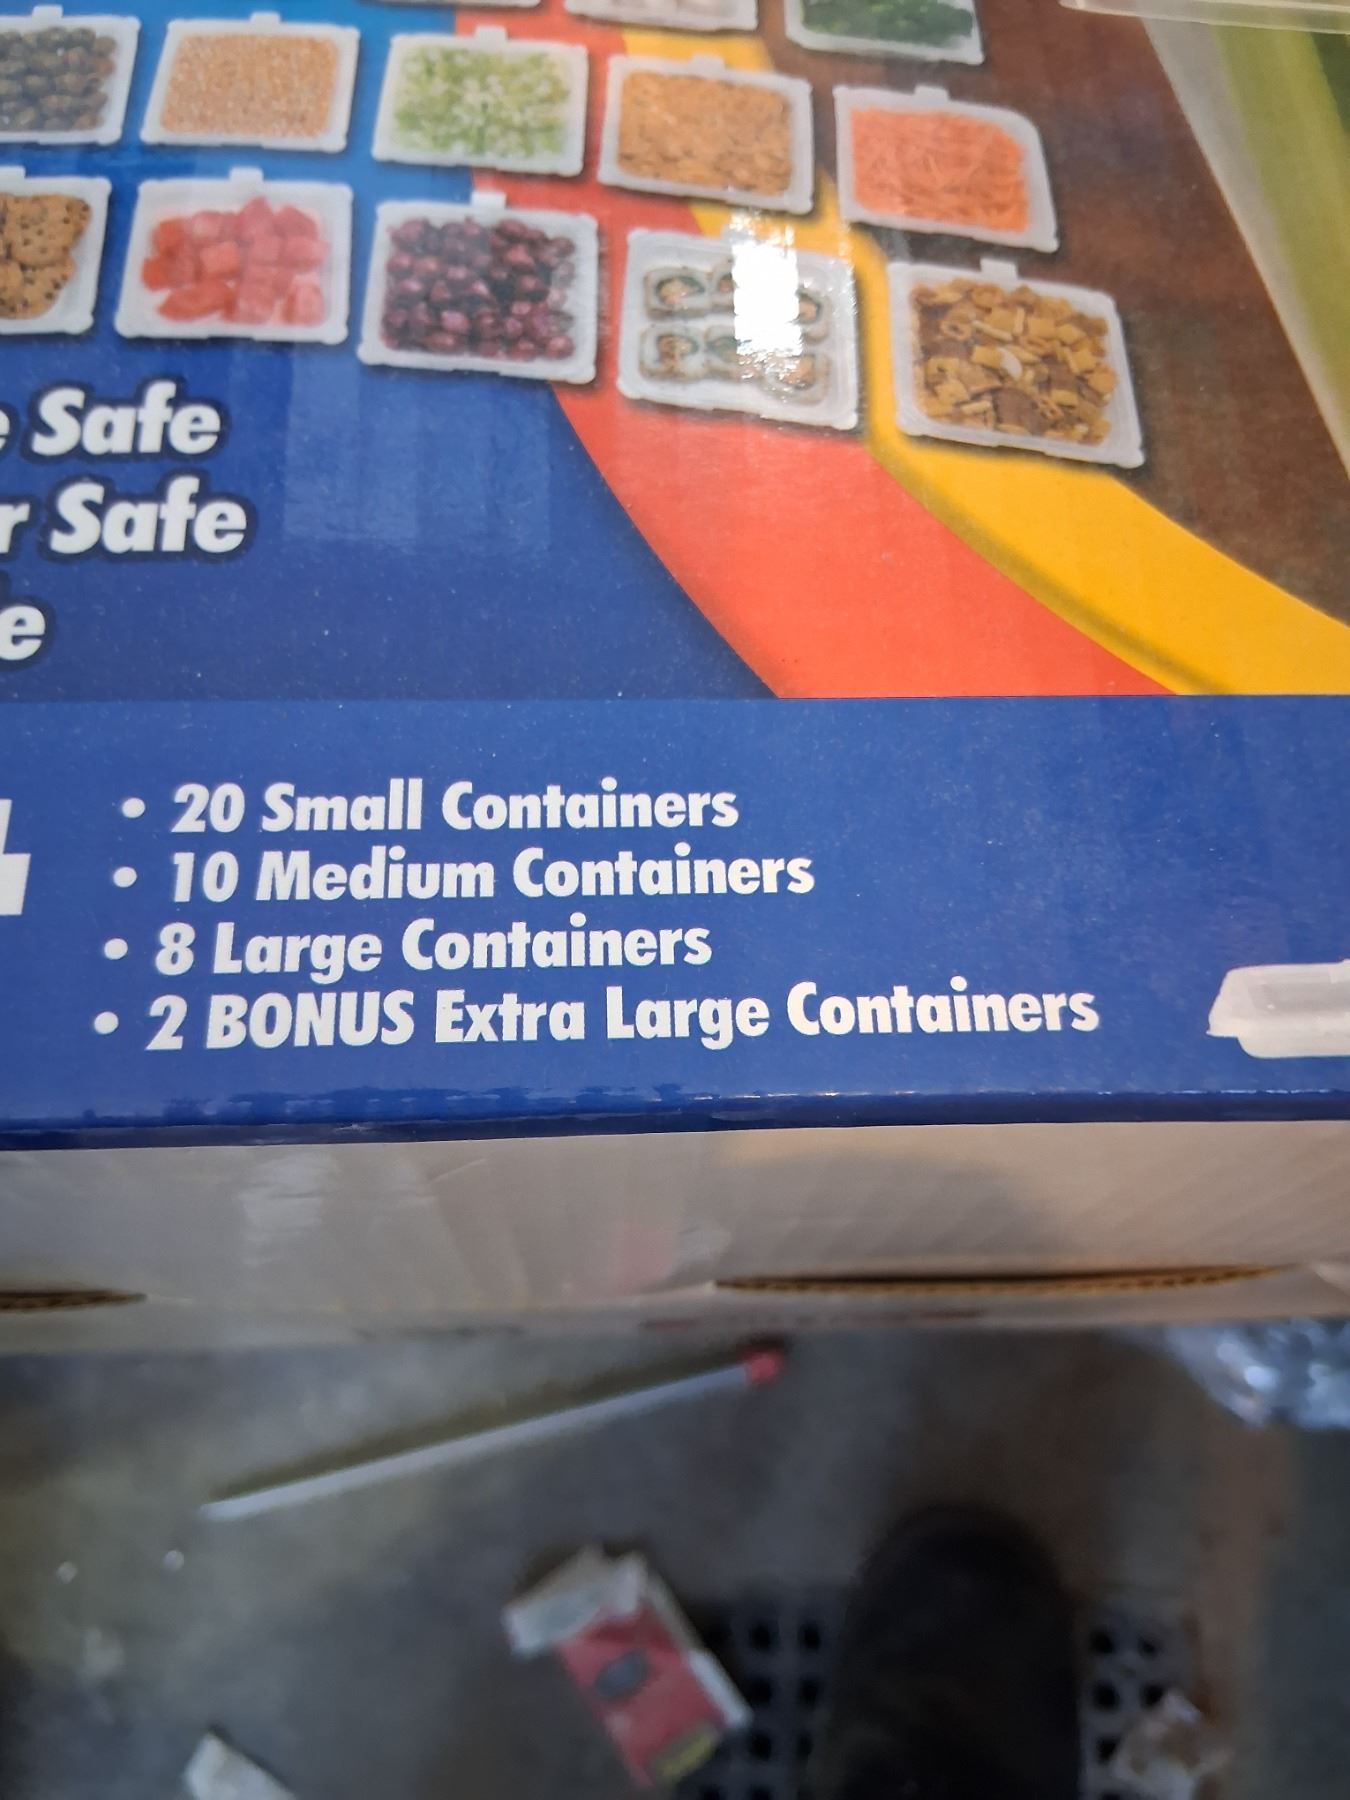 Safe
Safe
• 20 Small Containers
• 10 Medium Containers
• 8 Large Containers
• 2 BONUS Extra Large Containers